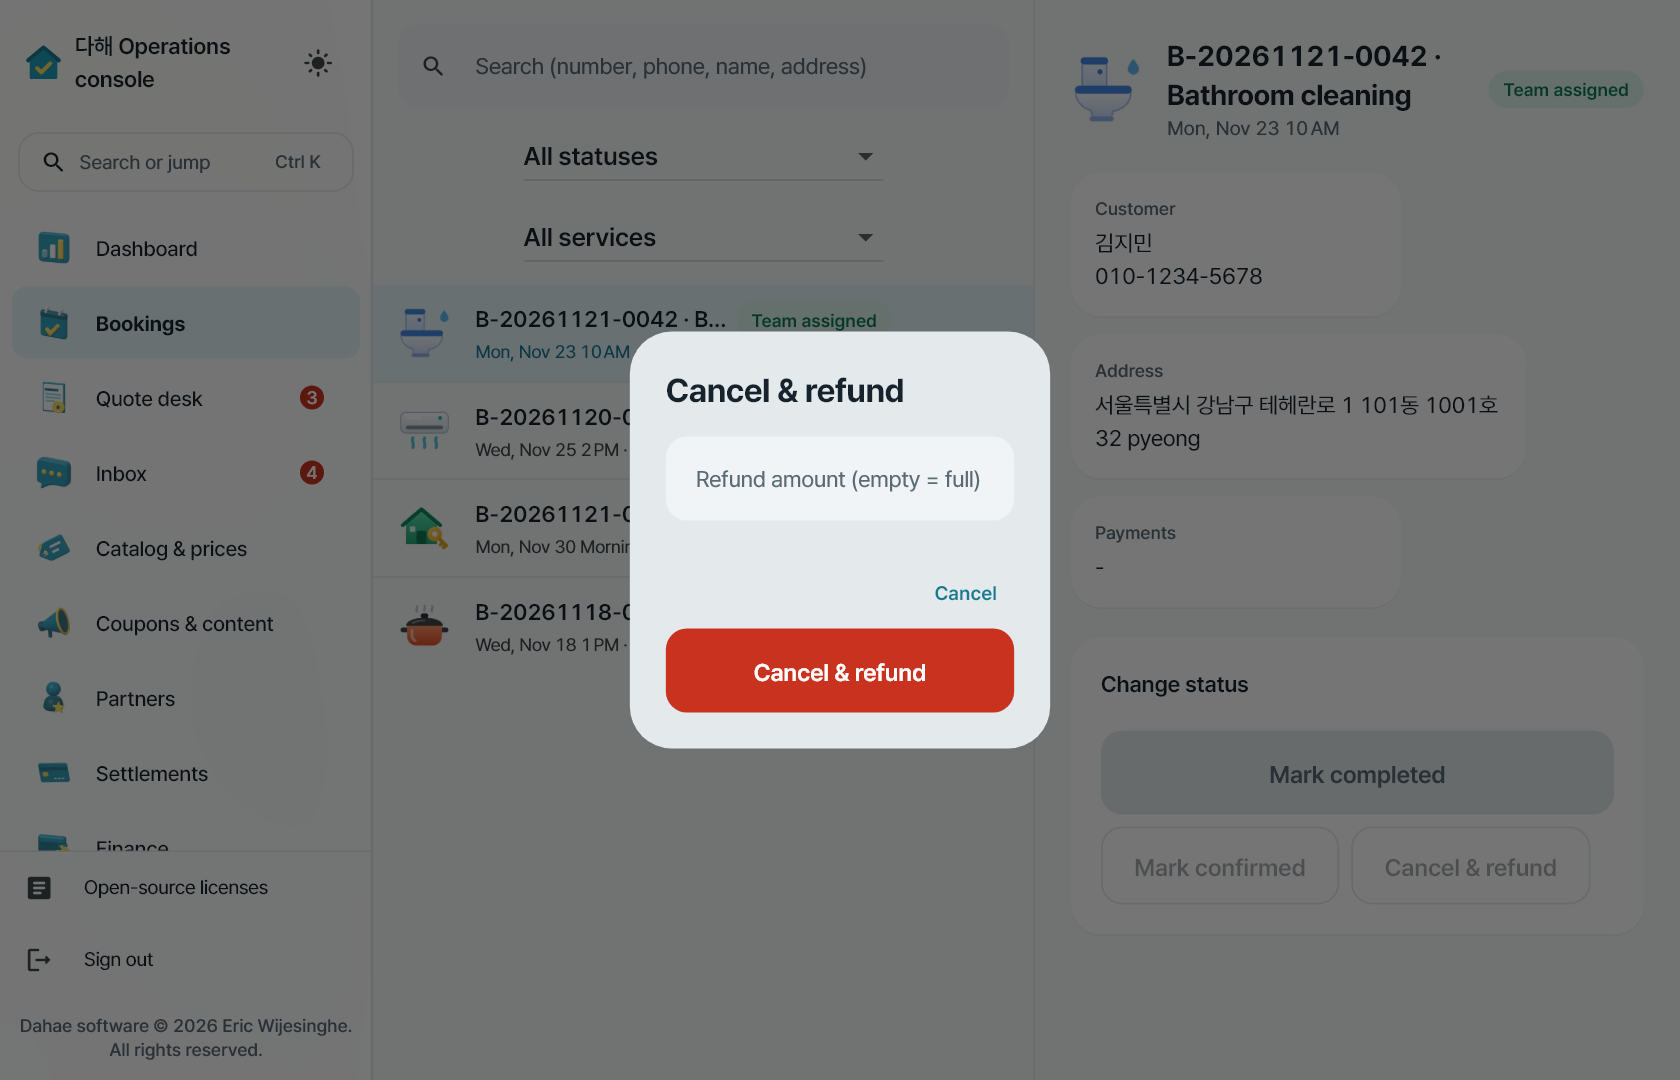 다해 Operations
console
Search or jump
Ctrl K
Dashboard
Bookings
Quote desk
3
Inbox
4
Catalog & prices
Coupons & content
Partners
Settlements
Finance
Open-source licenses
Sign out
Dahae software © 2026 Eric Wijesinghe.
All rights reserved.
Search (number, phone, name, address)
All statuses
All services
B-20261121-0042 · B...
Team assigned
Mon, Nov 23 10 AM
B-20261120-0
Wed, Nov 25 2 PM ·
B-20261121-0
Mon, Nov 30 Mornin
B-20261118-0
Wed, Nov 18 1 PM ·
Cancel & refund
Refund amount (empty = full)
Cancel
Cancel & refund
B-20261121-0042 ·
Bathroom cleaning
Mon, Nov 23 10 AM
Team assigned
Customer
김지민
010-1234-5678
Address
서울특별시 강남구 테헤란로 1 101동 1001호
32 pyeong
Payments
-
Change status
Mark completed
Mark confirmed
Cancel & refund